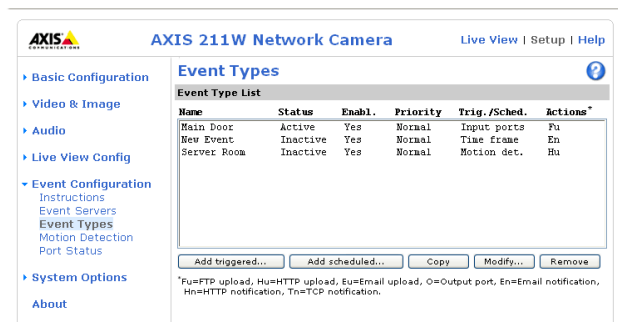 AXIS
COMMUNICATIONS
AXIS 211W Network Camera
Live View | Setup | Help
Basic Configuration
Video & Image
Audio
Live View Config
Event Configuration
Instructions
Event Servers
Event Types
Motion Detection
Port Status
System Options
About
Event Types
?
Event Type List
Name Status Enabl. Priority Trig./Sched. Actions*
Main Door Active Yes Normal Input ports Fu
New Event Inactive Yes Normal Time frame En
Server Room Inactive Yes Normal Motion det. Hu
Add triggered... Add scheduled... Copy Modify... Remove
*Fu=FTP upload, Hu=HTTP upload, Eu=Email upload, O=Output port, En=Email notification,
Hn=HTTP notification, Tn=TCP notification.